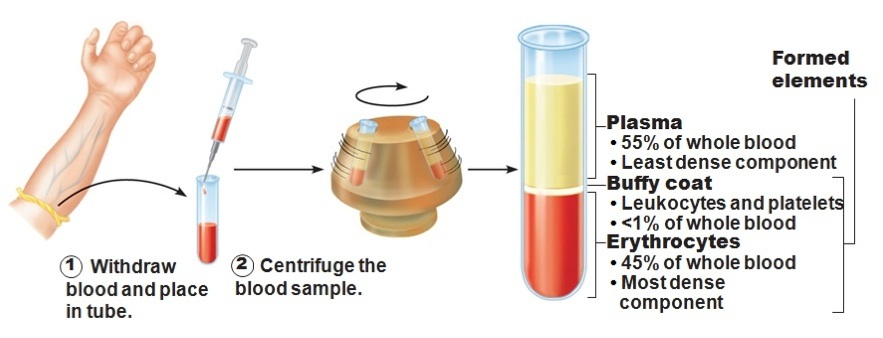 ① Withdraw
blood and place
in tube.
② Centrifuge the
blood sample.
Plasma
• 55% of whole blood
• Least dense component
Buffy coat
• Leukocytes and platelets
• <1% of whole blood
Erythrocytes
• 45% of whole blood
• Most dense
component
Formed
elements